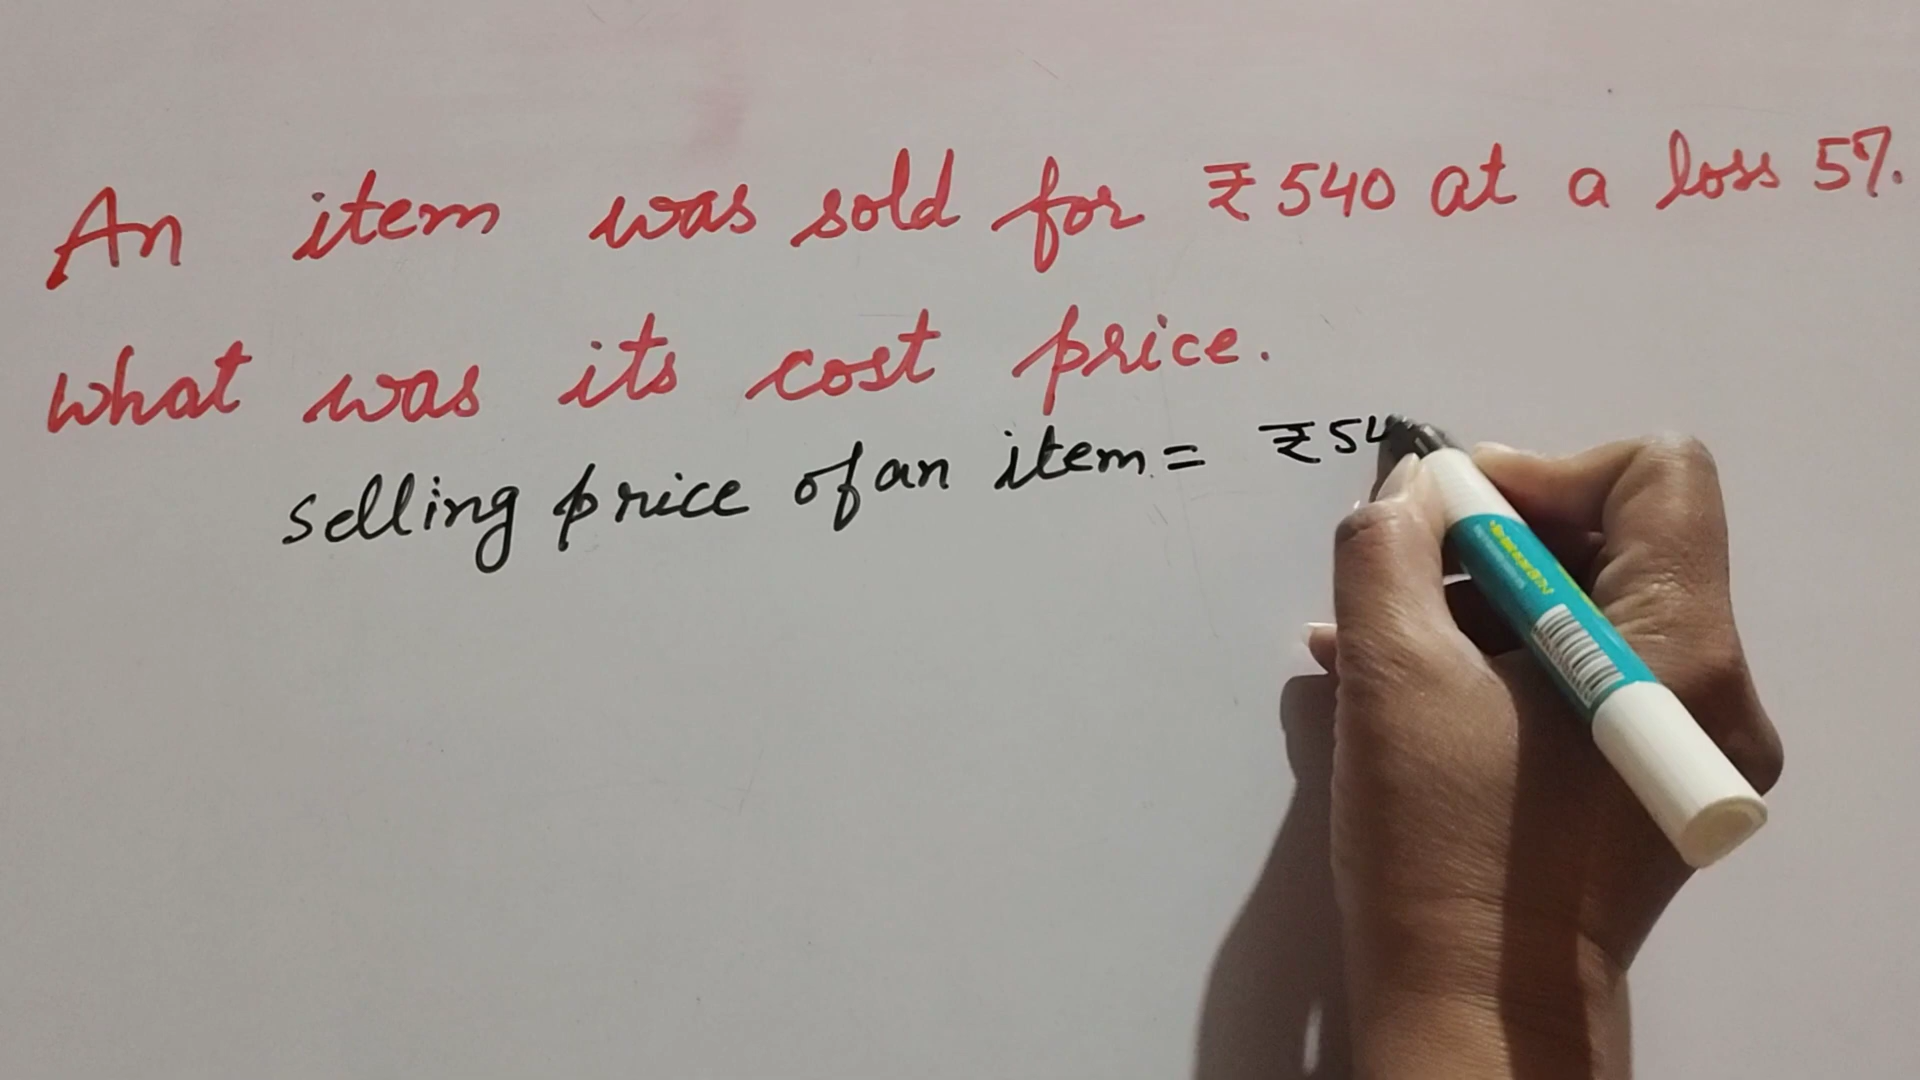 An item was sold for ₹540 at a loss 5%.
What was its cost price.
selling price of an item = ₹54